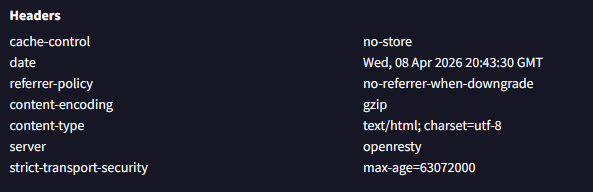 Headers
cache-control no-store
date Wed, 08 Apr 2026 20:43:30 GMT
referrer-policy no-referrer-when-downgrade
content-encoding gzip
content-type text/html; charset=utf-8
server openresty
strict-transport-security max-age=63072000